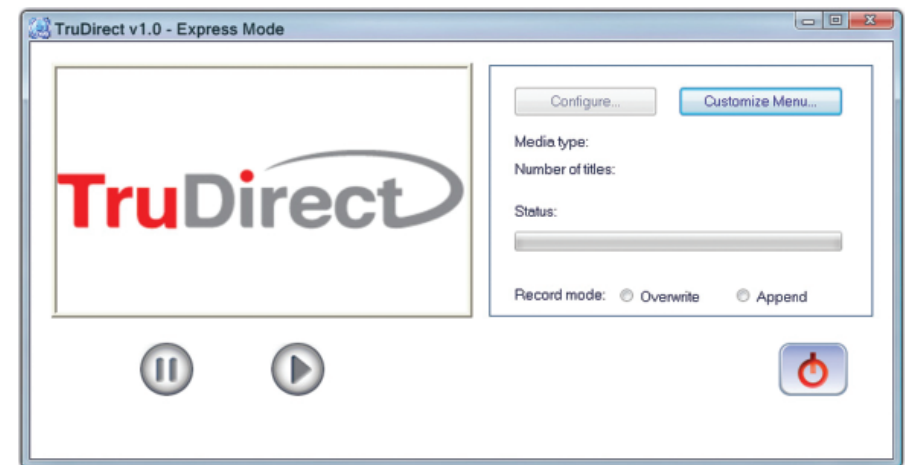 TruDirect v1.0 - Express Mode
TruDirect
Configure... Customize Menu...
Media type:
Number of titles:
Status:
Record mode: Overwrite Append